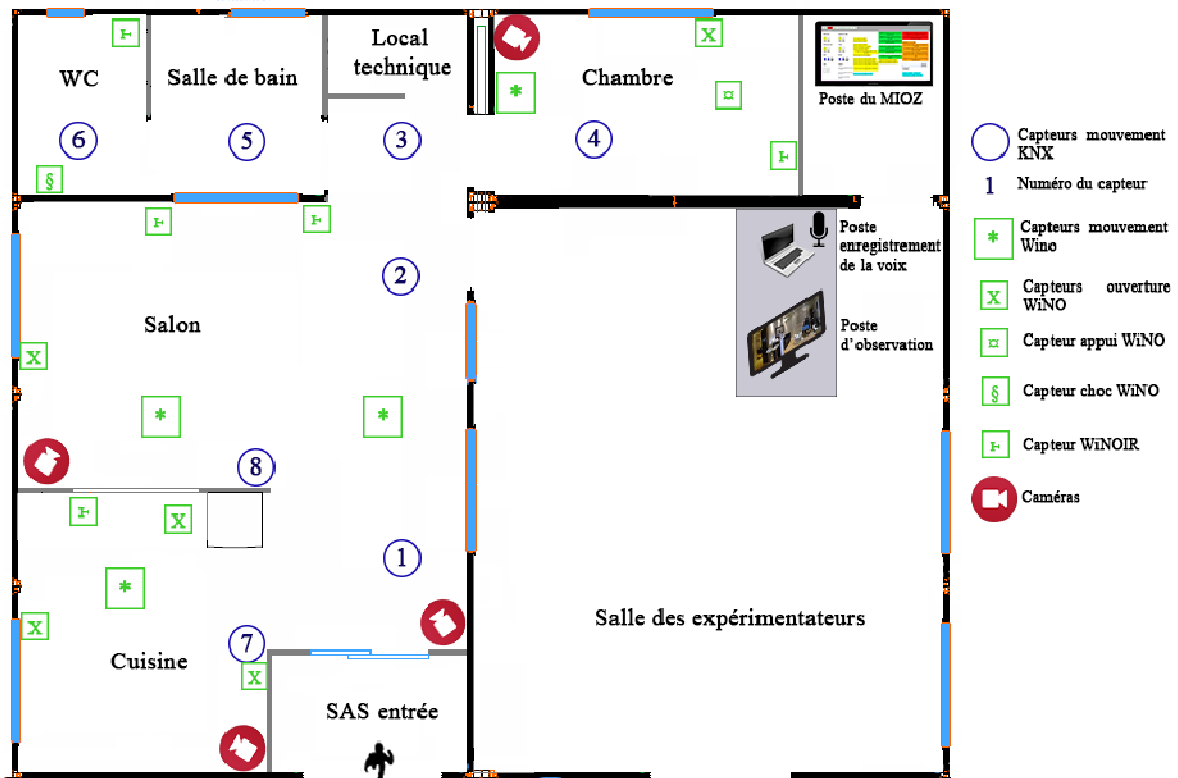 WC
Salle de bain
Local
technique
Chambre
Poste du MIOZ
6
5
3
4
Capteurs mouvement
KNX
1
Numéro du capteur
Poste
enregistrement
de la voix
Capteurs mouvement
Wino
2
Capteurs ouverture
WiNO
X
Salon
Poste
d'observation
Capteur appui WiNO
¤
X
*
*
§
Capteur choc WiNO
8
F
Capteur WiNOIR
Caméras
F
X
1
*
X
7
Cuisine
X
Salle des expérimentateurs
SAS entrée
F
X
*
¤
F
§
F
F
*